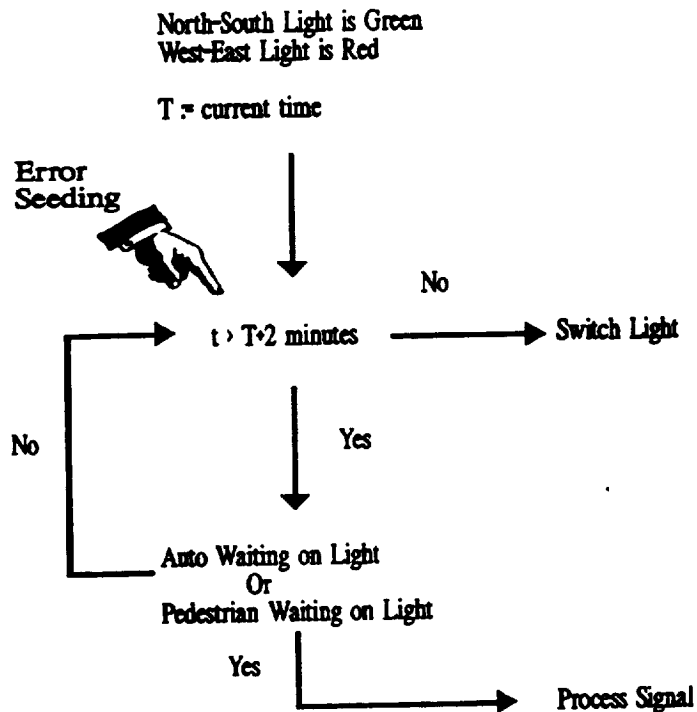 North-South Light is Green
West-East Light is Red
T := current time
Error
Seeding
No
t > T+2 minutes
Switch Light
No
Yes
Auto Waiting on Light
Or
Pedestrian Waiting on Light
Yes
Process Signal